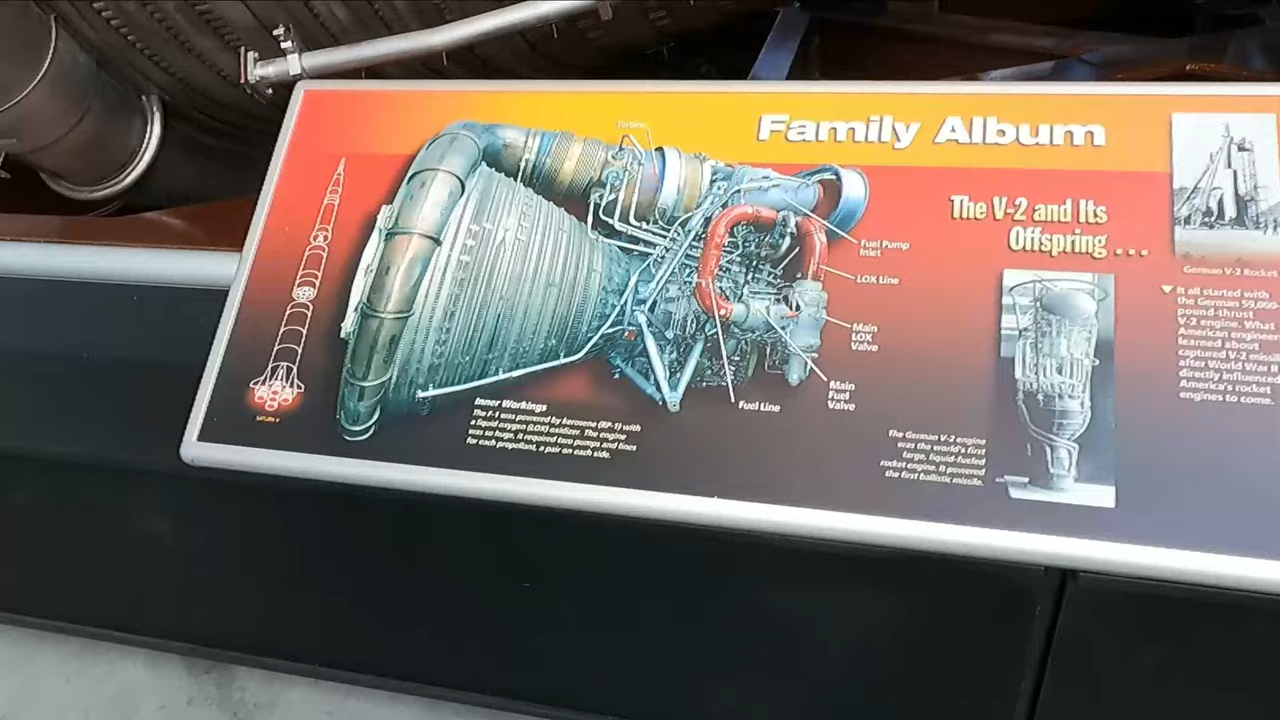 Family Album
The V-2 and Its
Offspring ...
Turbine
Fuel Pump
Inlet
LOX Line
Main
LOX
Valve
Main
Fuel
Valve
Fuel Line
SATURN V
Inner Workings
The F-1 was powered by kerosene (RP-1) with
a liquid oxygen (LOX) oxidizer. The engine
was so huge, it required two pumps and lines
for each propellant, a pair on each side.
The German V-2 engine
was the world's first
large, liquid-fueled
rocket engine. It powered
the first ballistic missile.
German V-2 Rocket
It all started with
the German 59,000-
pound-thrust
V-2 engine. What
American engineer
learned about
captured V-2 missil
after World War II
directly influenced
America's rocket
engines to come.